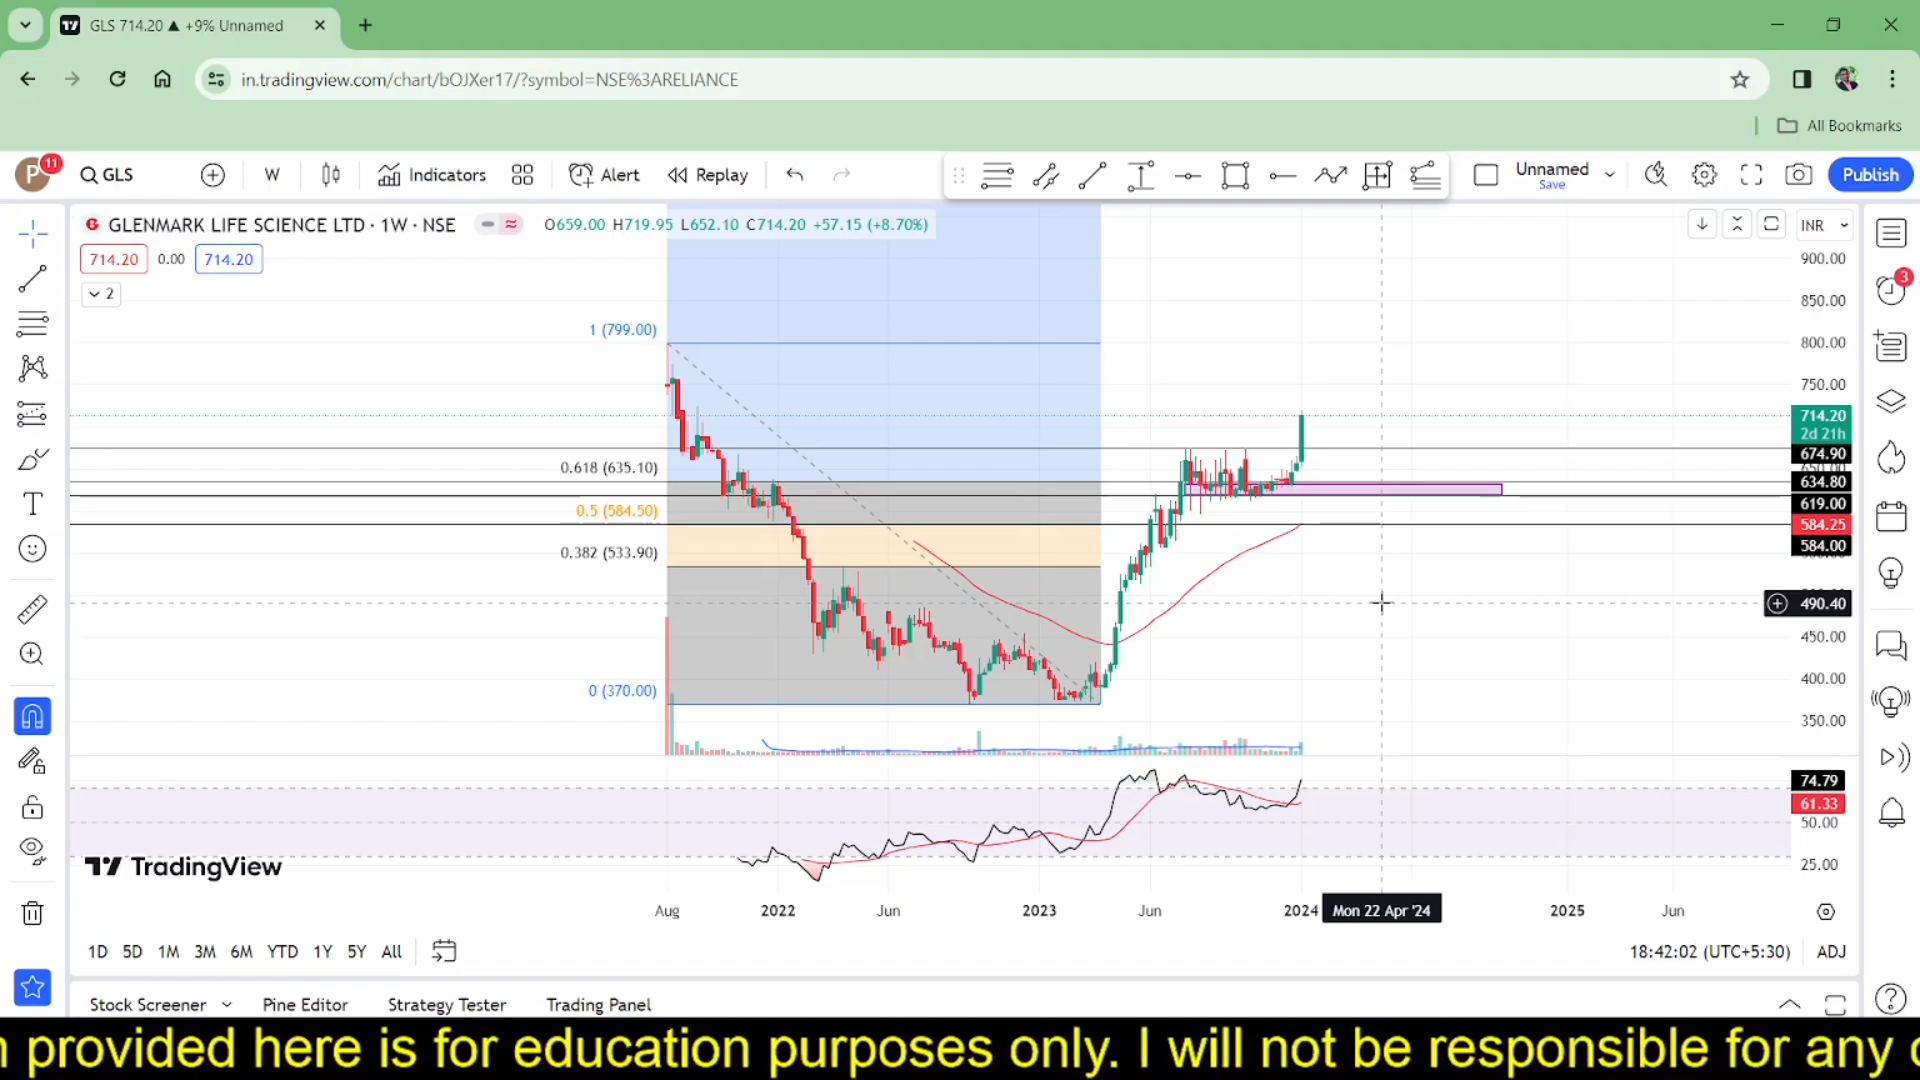 GLS 714.20 ▲ +9% Unnamed
in.tradingview.com/chart/bOJXer17/?symbol=NSE%3ARELIANCE
All Bookmarks
P 11 GLS W Indicators Alert Replay Unnamed Save Publish
GLENMARK LIFE SCIENCE LTD · 1W · NSE O659.00 H719.95 L652.10 C714.20 +57.15 (+8.70%) INR
714.20 0.00 714.20
2
900.00
850.00
1 (799.00)
800.00
750.00
714.20
2d 21h
674.90
0.618 (635.10)
634.80
619.00
0.5 (584.50)
584.25
584.00
0.382 (533.90)
490.40
450.00
400.00
0 (370.00)
350.00
74.79
61.33
50.00
25.00
TradingView
Aug 2022 Jun 2023 Jun 2024 Mon 22 Apr '24 2025 Jun
1D 5D 1M 3M 6M YTD 1Y 5Y All 18:42:02 (UTC+5:30) ADJ
Stock Screener Pine Editor Strategy Tester Trading Panel
3
provided here is for education purposes only. I will not be responsible for any